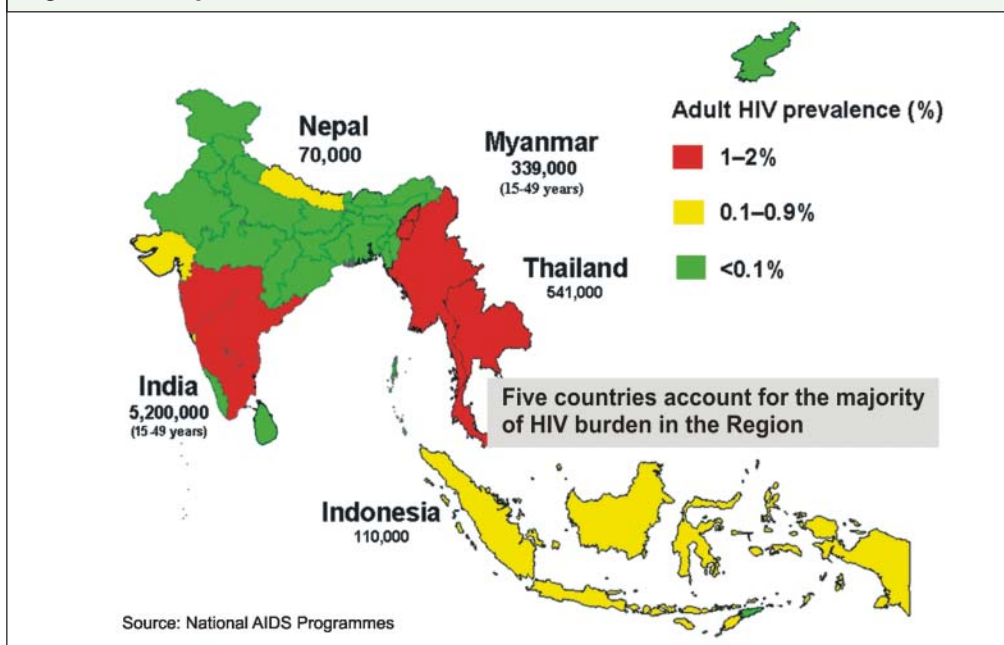 Nepal
70,000
Myanmar
339,000
(15-49 years)
Thailand
541,000
Adult HIV prevalence (%)
1–2%
0.1–0.9%
<0.1%
India
5,200,000
(15-49 years)
Five countries account for the majority
of HIV burden in the Region
Indonesia
110,000
Source: National AIDS Programmes